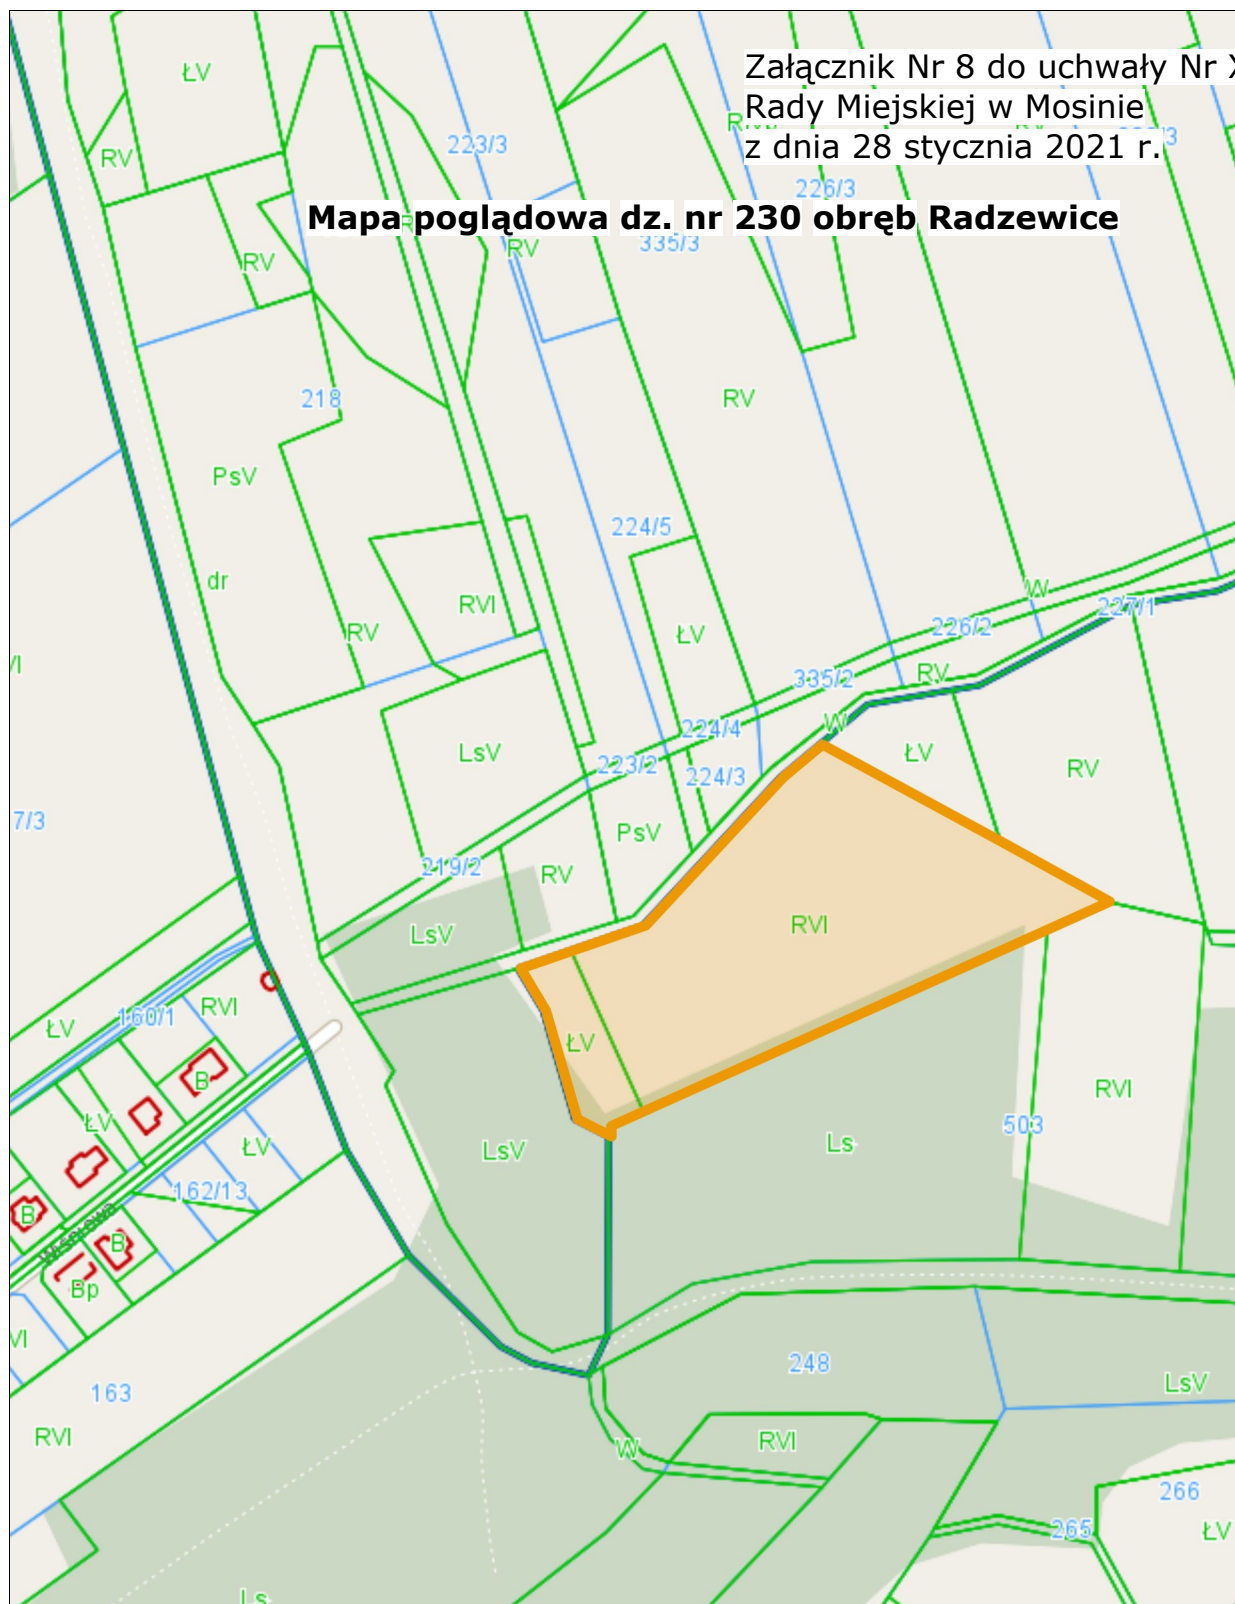 Załącznik Nr 8 do uchwały Nr X
Rady Miejskiej w Mosinie
z dnia 28 stycznia 2021 r.
Mapa poglądowa dz. nr 230 obręb Radzewice
ŁV
RV
223/3
226/3
335/3
RV
RV
218
RV
PsV
224/5
dr
RVI
RV
ŁV
W
227/1
226/2
335/2
RV
224/4
W
LsV
223/2
224/3
ŁV
RV
7/3
PsV
219/2
RV
RVI
LsV
RVI
160/1
ŁV
ŁV
B
RVI
ŁV
503
ŁV
LsV
Ls
162/13
B
Wiśniowa
B
Bp
VI
163
248
LsV
RVI
RVI
W
266
265
ŁV
Ls